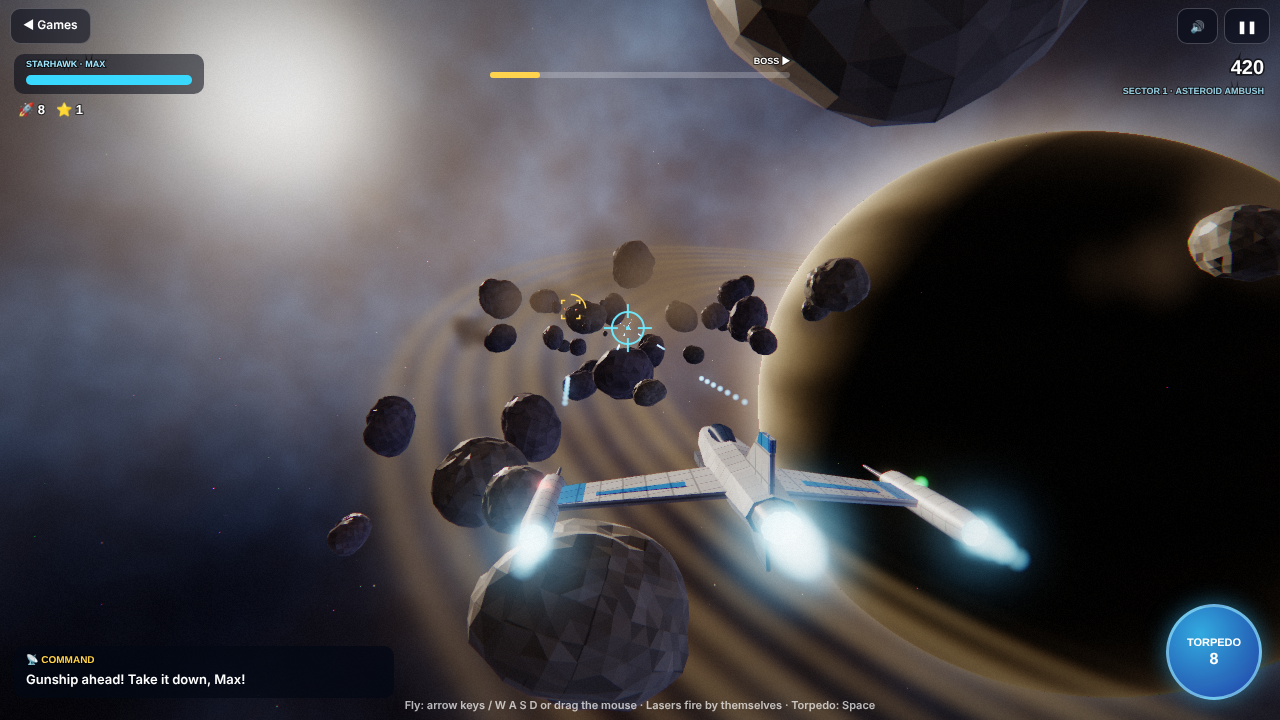 ◀ Games
STARHAWK · MAX
🚀 8 ⭐ 1
BOSS ▶
420
SECTOR 1 · ASTEROID AMBUSH
📡 COMMAND
Gunship ahead! Take it down, Max!
TORPEDO
8
Fly: arrow keys / W A S D or drag the mouse · Lasers fire by themselves · Torpedo: Space